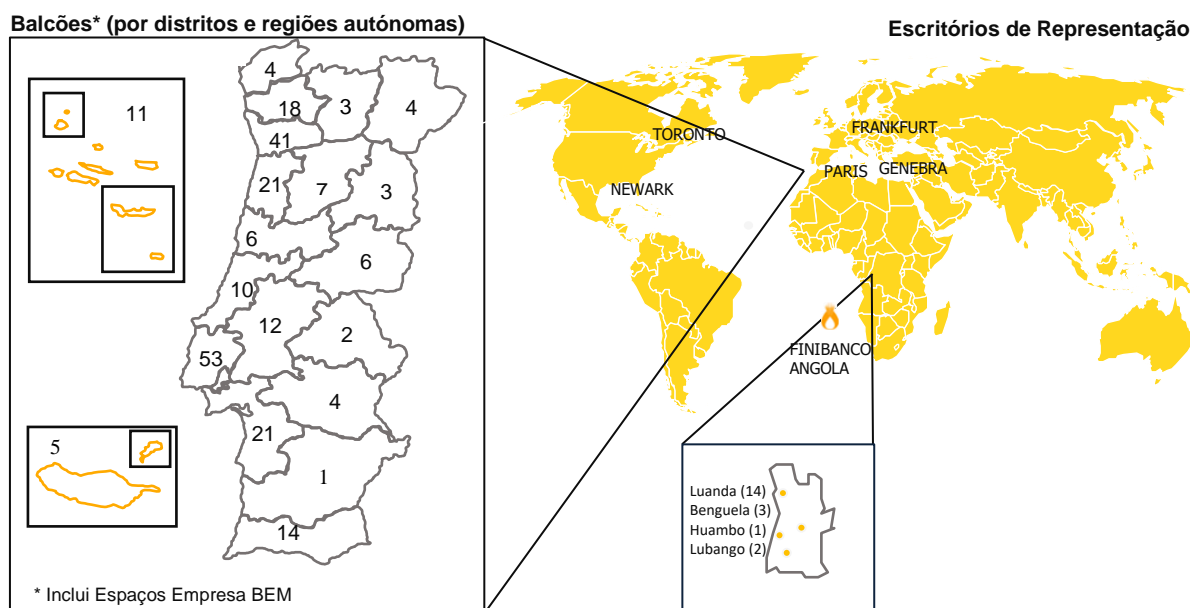 Balcões* (por distritos e regiões autónomas)
Escritórios de Representação
4
18
3
4
11
41
21
7
3
6
6
10
12
2
53
4
5
21
1
14
* Inclui Espaços Empresa BEM
TORONTO
FRANKFURT
PARIS
GENEBRA
NEWARK
FINIBANCO
ANGOLA
Luanda (14)
Benguela (3)
Huambo (1)
Lubango (2)